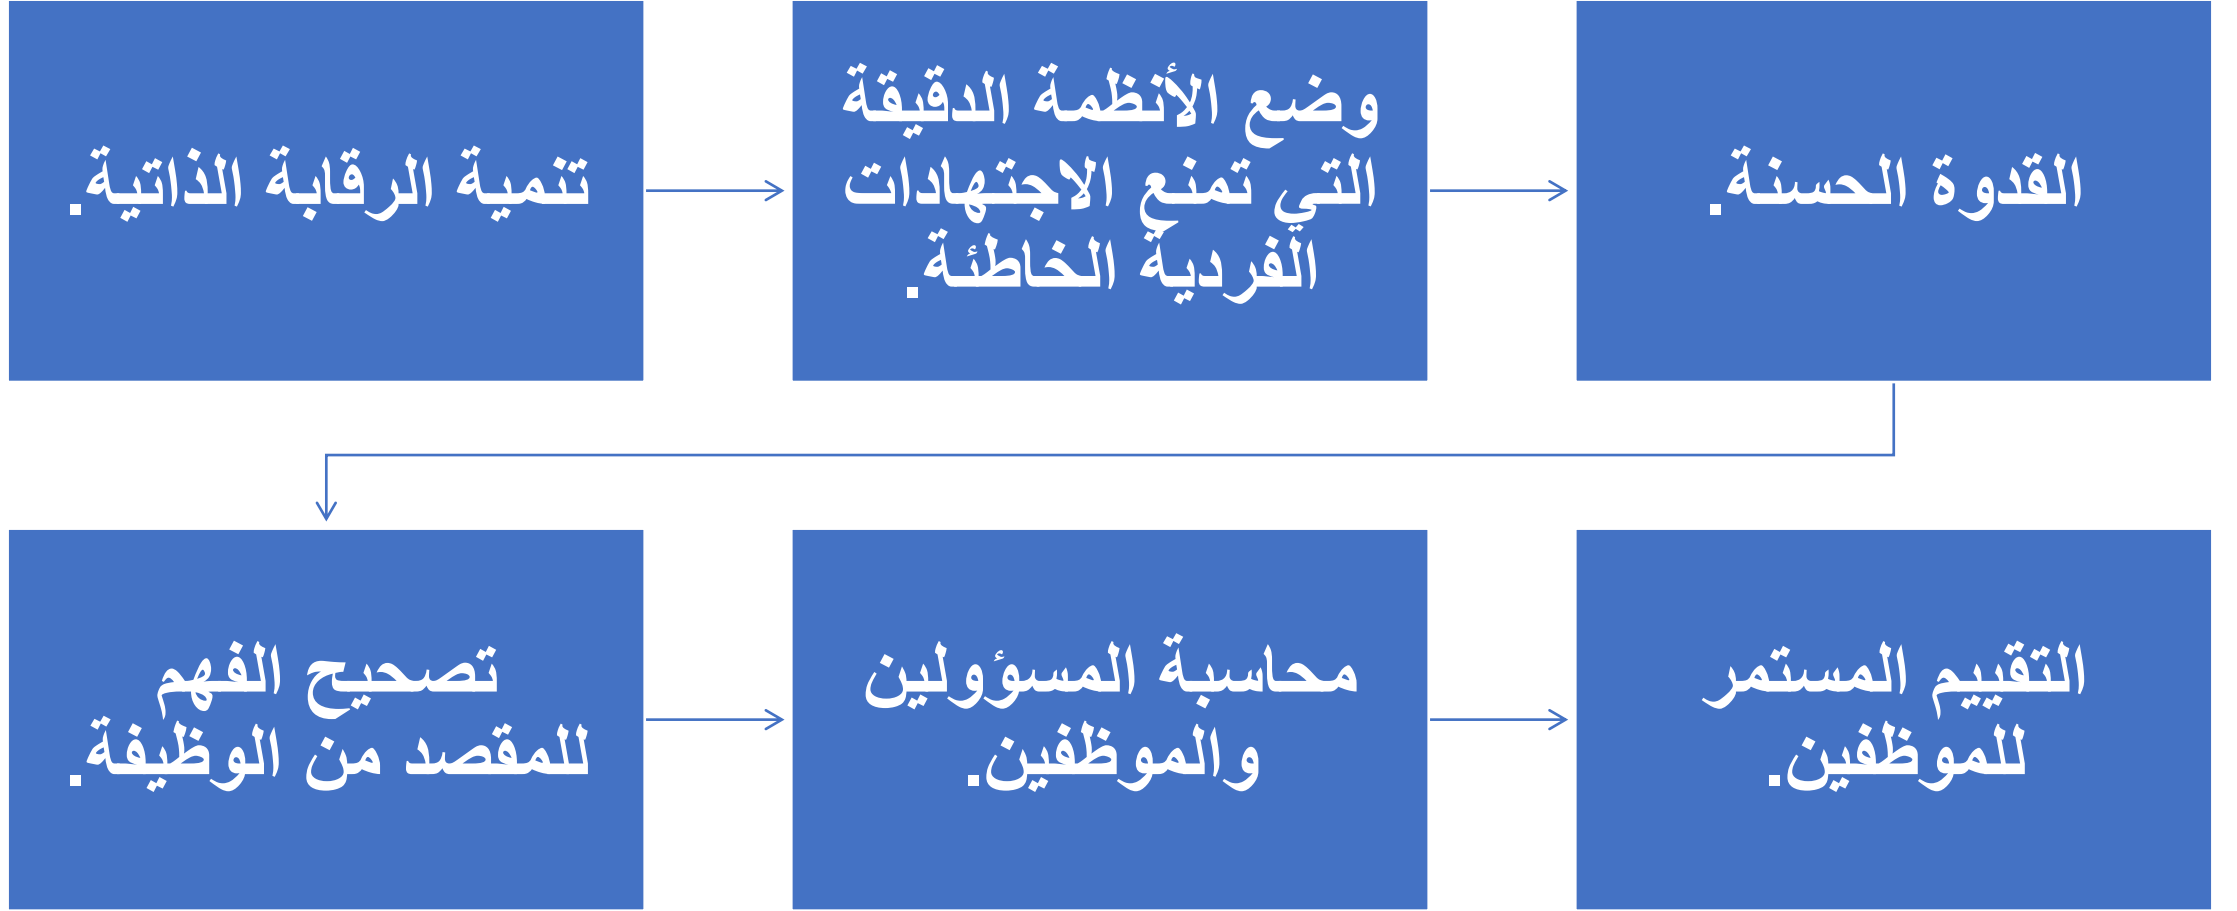 تنمية الرقابة الذاتية.
وضع الأنظمة الدقيقة
التي تمنع الاجتهادات
الفردية الخاطئة.
القدوة الحسنة.
تصحيح الفهم
للمقصد من الوظيفة.
محاسبة المسؤولين
والموظفين.
التقييم المستمر
للموظفين.